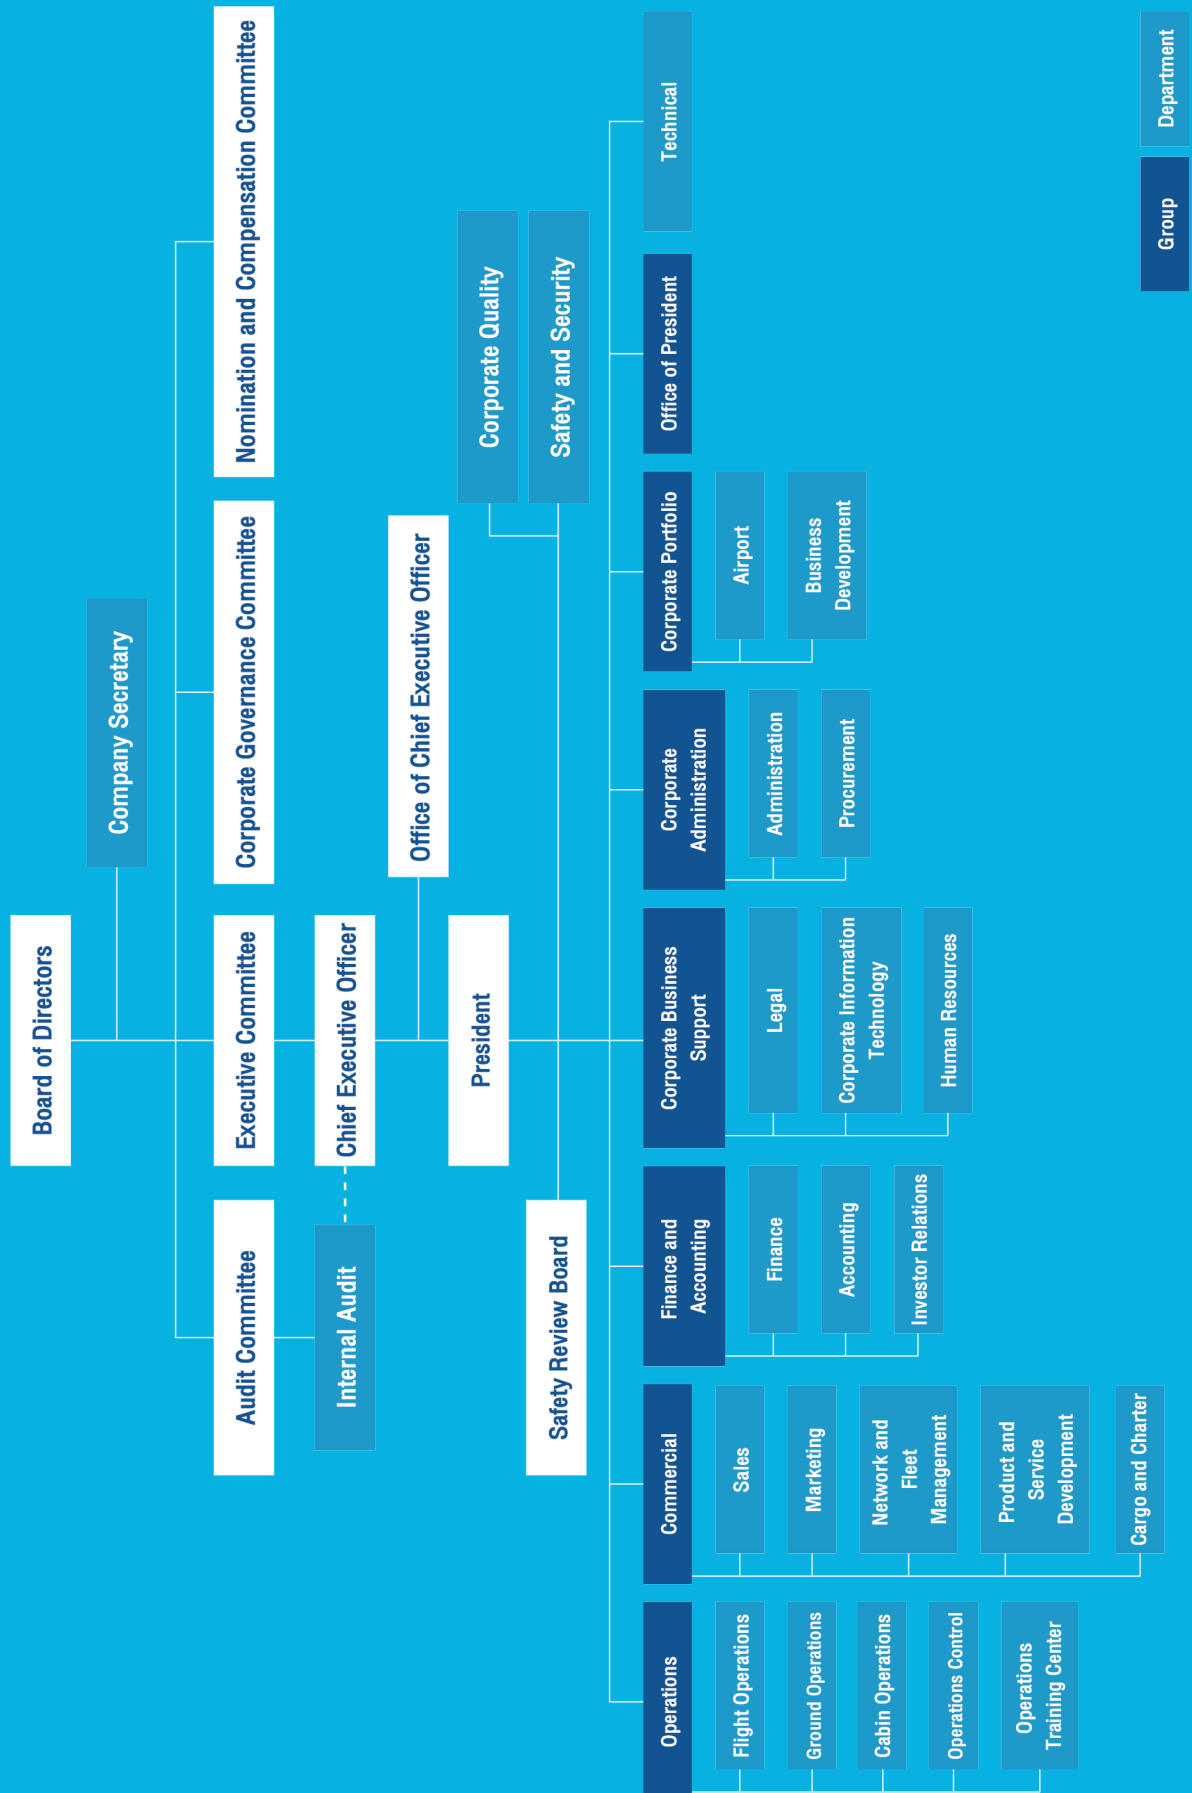 Board of Directors
Company Secretary
Audit Committee
Executive Committee
Corporate Governance Committee
Nomination and Compensation Committee
Internal Audit
Chief Executive Officer
Office of Chief Executive Officer
President
Corporate Quality
Safety Review Board
Safety and Security
Operations
Flight Operations
Ground Operations
Cabin Operations
Operations Control
Operations
Training Center
Commercial
Sales
Marketing
Network and
Fleet
Management
Product and
Service
Development
Cargo and Charter
Finance and
Accounting
Finance
Accounting
Investor Relations
Corporate Business
Support
Legal
Corporate Information
Technology
Human Resources
Corporate
Administration
Administration
Procurement
Corporate Portfolio
Airport
Business
Development
Office of President
Technical
Group
Department